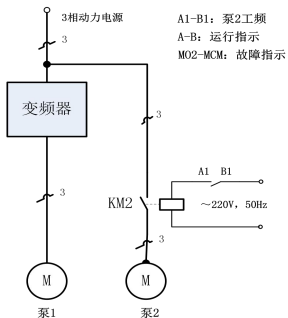 3相动力电源
A1-B1：泵2工频
A-B：运行指示
MO2-MCM：故障指示
3
3
变频器
3
A1 B1
KM2
～220V，50Hz
3
M
M
泵1
泵2